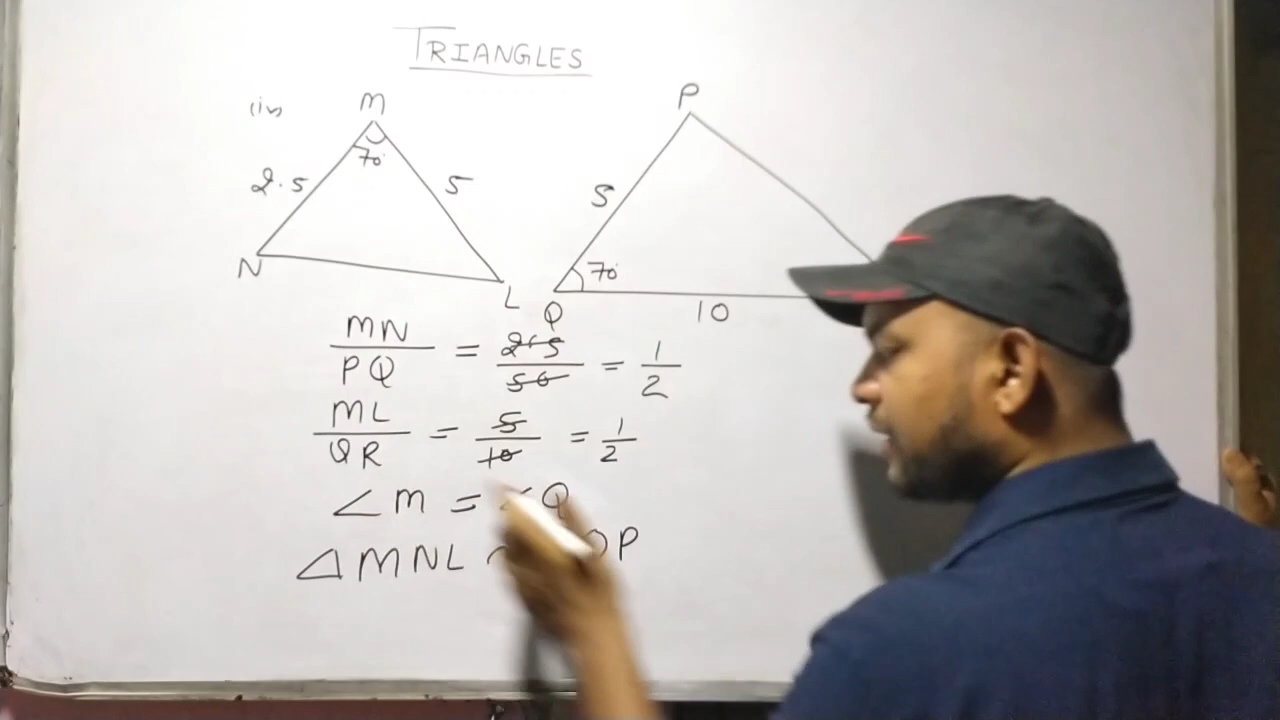 TRIANGLES
(iv)
M
70°
2.5
5
N
L
P
5
70°
Q
10
MN/PQ = 2.5/50 = 1/2
ML/QR = 5/10 = 1/2
∠M = ∠Q
△MNL ~ QP